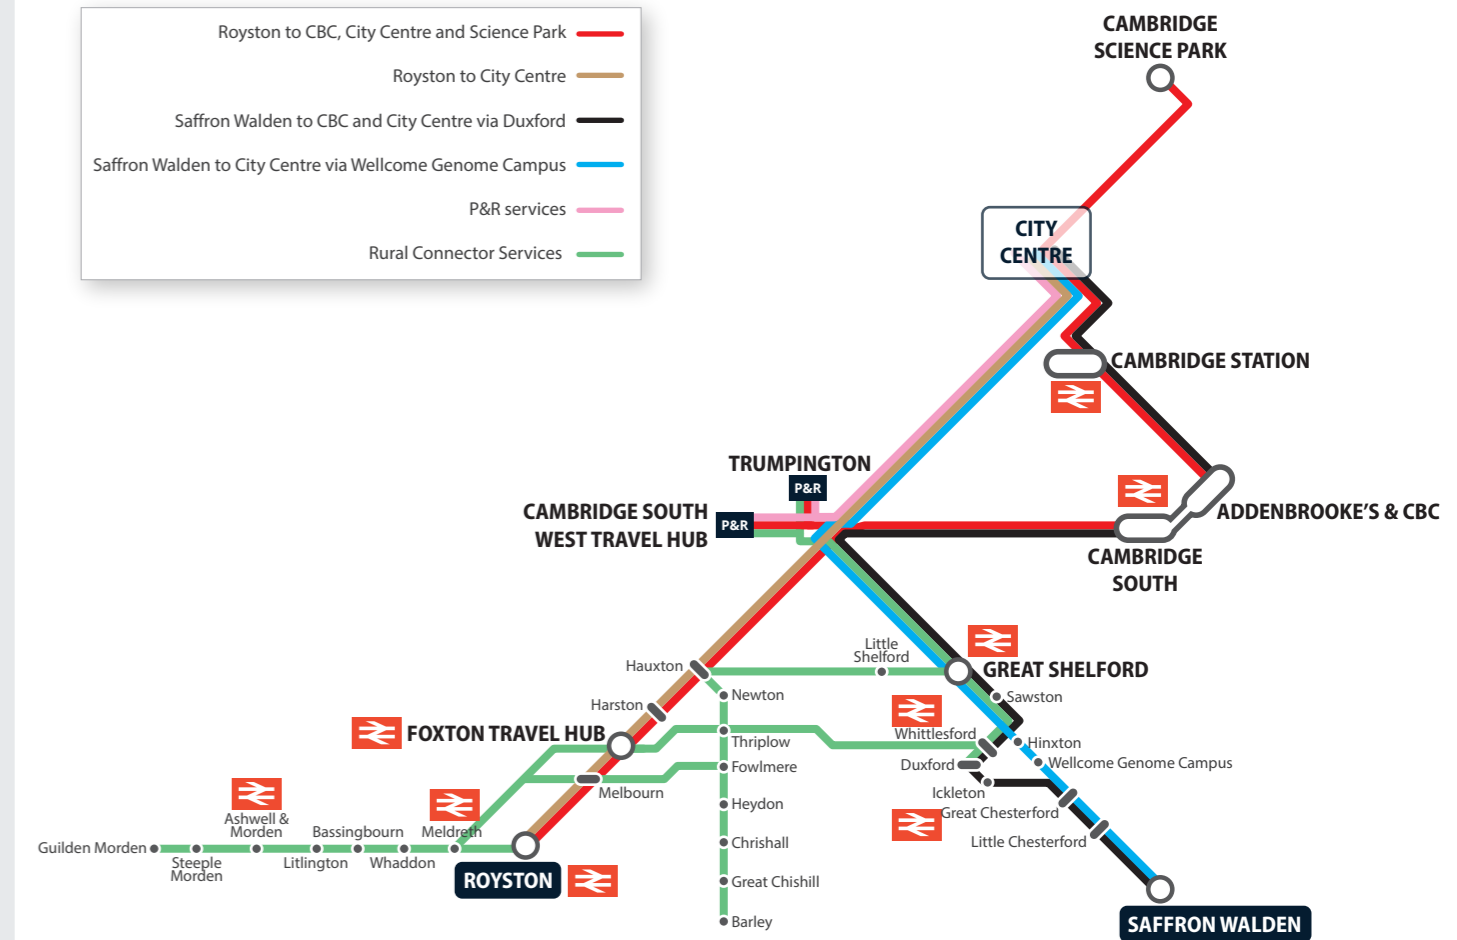 Royston to CBC, City Centre and Science Park
Royston to City Centre
Saffron Walden to CBC and City Centre via Duxford
Saffron Walden to City Centre via Wellcome Genome Campus
P&R services
Rural Connector Services
CAMBRIDGE
SCIENCE PARK
CITY
CENTRE
CAMBRIDGE STATION
TRUMPINGTON
P&R
CAMBRIDGE SOUTH
WEST TRAVEL HUB
P&R
ADDENBROOKE'S & CBC
CAMBRIDGE
SOUTH
Little
Shelford
Hauxton
GREAT SHELFORD
Newton
Sawston
Harston
FOXTON TRAVEL HUB
Whittlesford
Thriplow
Hinxton
Duxford
Fowlmere
Wellcome Genome Campus
Melbourn
Ickleton
Heydon
Great Chesterford
Ashwell &
Morden
Bassingbourn
Meldreth
Chrishall
Little Chesterford
Guilden Morden
Steeple
Morden
Litlington
Whaddon
ROYSTON
Great Chishill
Barley
SAFFRON WALDEN